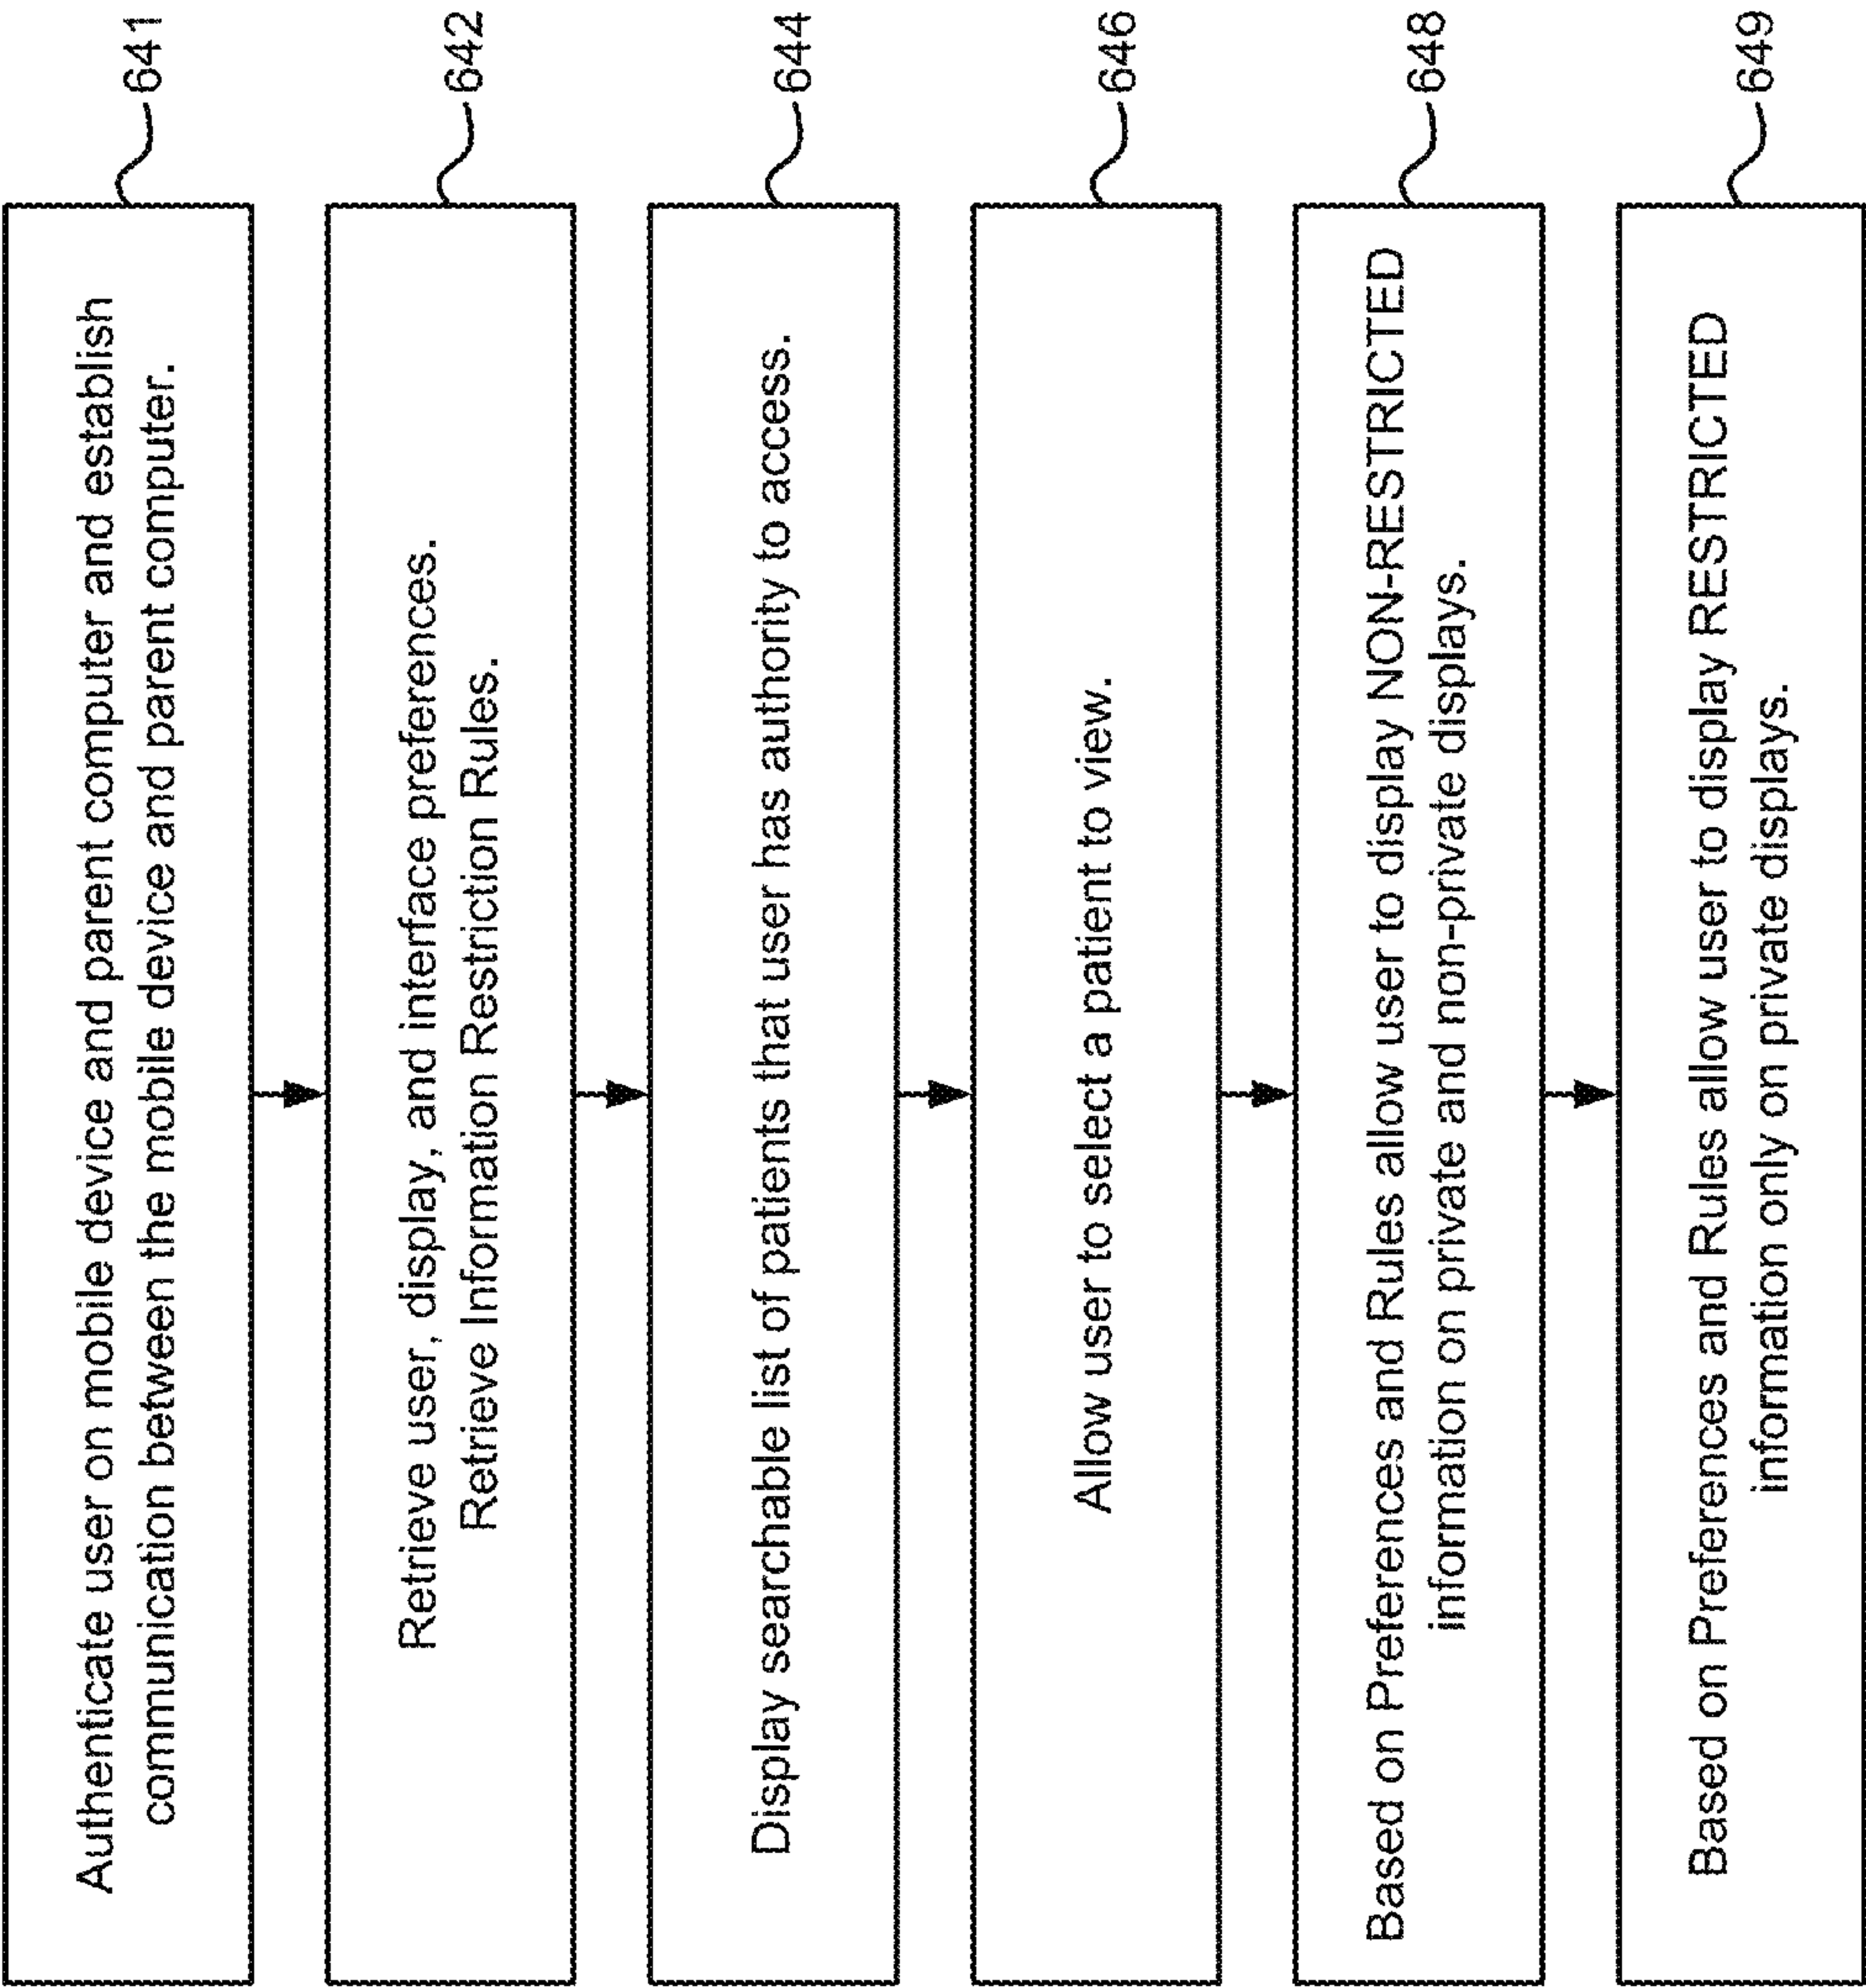 Authenticate user on mobile device and parent computer and establish
communication between the mobile device and parent computer.
641
Retrieve user, display, and interface preferences.
Retrieve Information Restriction Rules.
642
Display searchable list of patients that user has authority to access.
644
Allow user to select a patient to view.
646
Based on Preferences and Rules allow user to display NON-RESTRICTED
information on private and non-private displays.
648
Based on Preferences and Rules allow user to display RESTRICTED
information only on private displays.
649